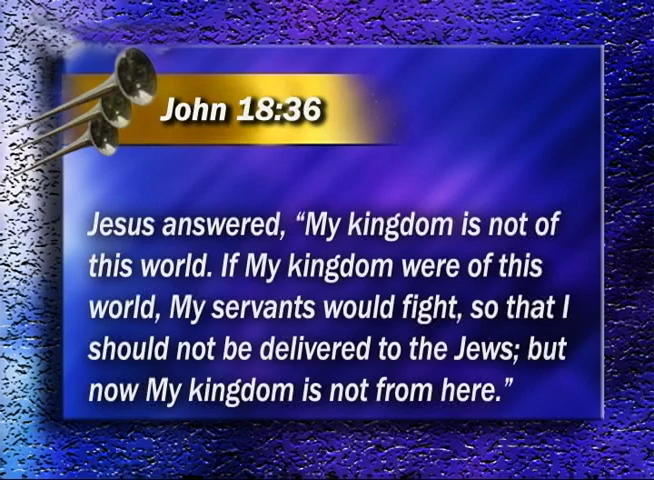 John 18:36
Jesus answered, “My kingdom is not of
this world. If My kingdom were of this
world, My servants would fight, so that I
should not be delivered to the Jews; but
now My kingdom is not from here.”